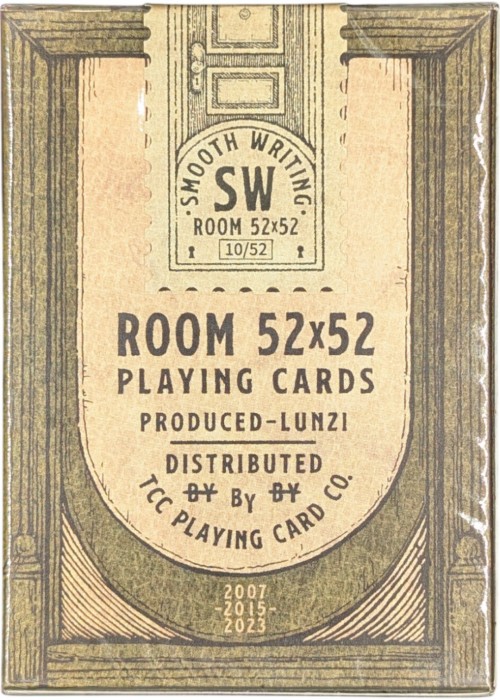 SMOOTH WRITING
SW
ROOM 52x52
10/52
ROOM 52x52
PLAYING CARDS
PRODUCED-LUNZI
DISTRIBUTED
BY By BY
TCC PLAYING CARD CO.
2007
-2015-
2023